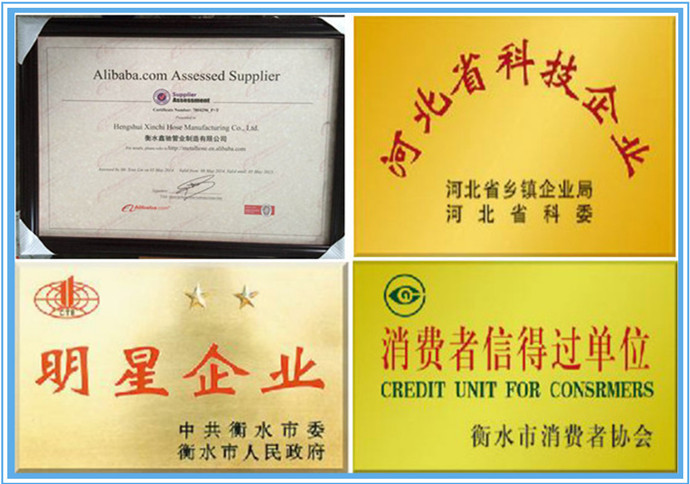 Alibaba.com Assessed Supplier
Supplier
Assessment
Hengshui Xinchi Hose Manufacturing Co., Ltd.
衡水鑫驰管业制造有限公司
Alibaba.com
河北省科技企业
河北省乡镇企业局
河北省科委
CTE
明星企业
中共衡水市委
衡水市人民政府
消费者信得过单位
CREDIT UNIT FOR CONSRMERS
衡水市消费者协会